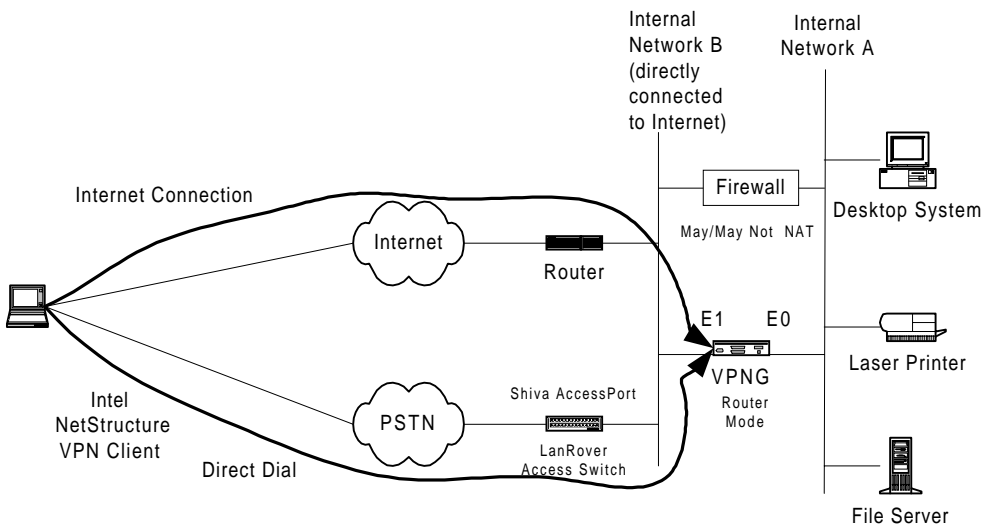 Internal
Network B
(directly
connected
to Internet)
Internal
Network A
Internet Connection
Firewall
Desktop System
May/May Not NAT
Internet
Router
E1
E0
VPNG
Router
Mode
Laser Printer
Intel
NetStructure
VPN Client
PSTN
Shiva AccessPort
LanRover
Access Switch
Direct Dial
File Server